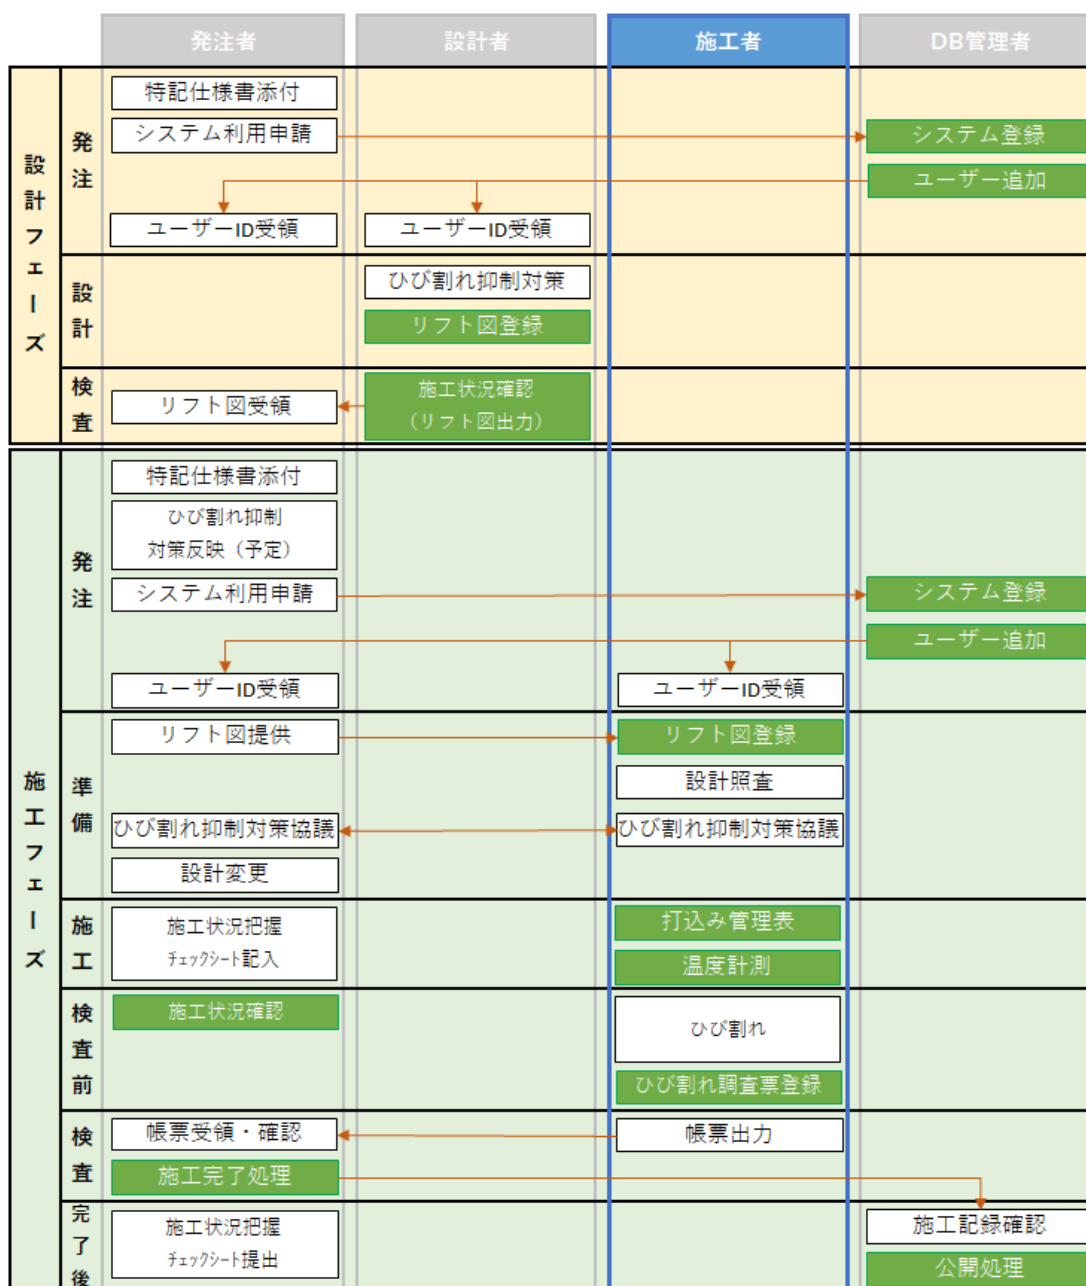 発注者
設計者
施工者
DB管理者
設計フェーズ
発注
特記仕様書添付
システム利用申請
システム登録
ユーザー追加
ユーザーID受領
ユーザーID受領
設計
ひび割れ抑制対策
リフト図登録
検査
リフト図受領
施工状況確認
（リフト図出力）
施工フェーズ
発注
特記仕様書添付
ひび割れ抑制
対策反映（予定）
システム利用申請
システム登録
ユーザー追加
ユーザーID受領
ユーザーID受領
準備
リフト図提供
リフト図登録
設計照査
ひび割れ抑制対策協議
ひび割れ抑制対策協議
設計変更
施工
施工状況把握
チェックシート記入
打込み管理表
温度計測
検査前
施工状況確認
ひび割れ
ひび割れ調査票登録
検査
帳票受領・確認
帳票出力
施工完了処理
完了後
施工状況把握
チェックシート提出
施工記録確認
公開処理